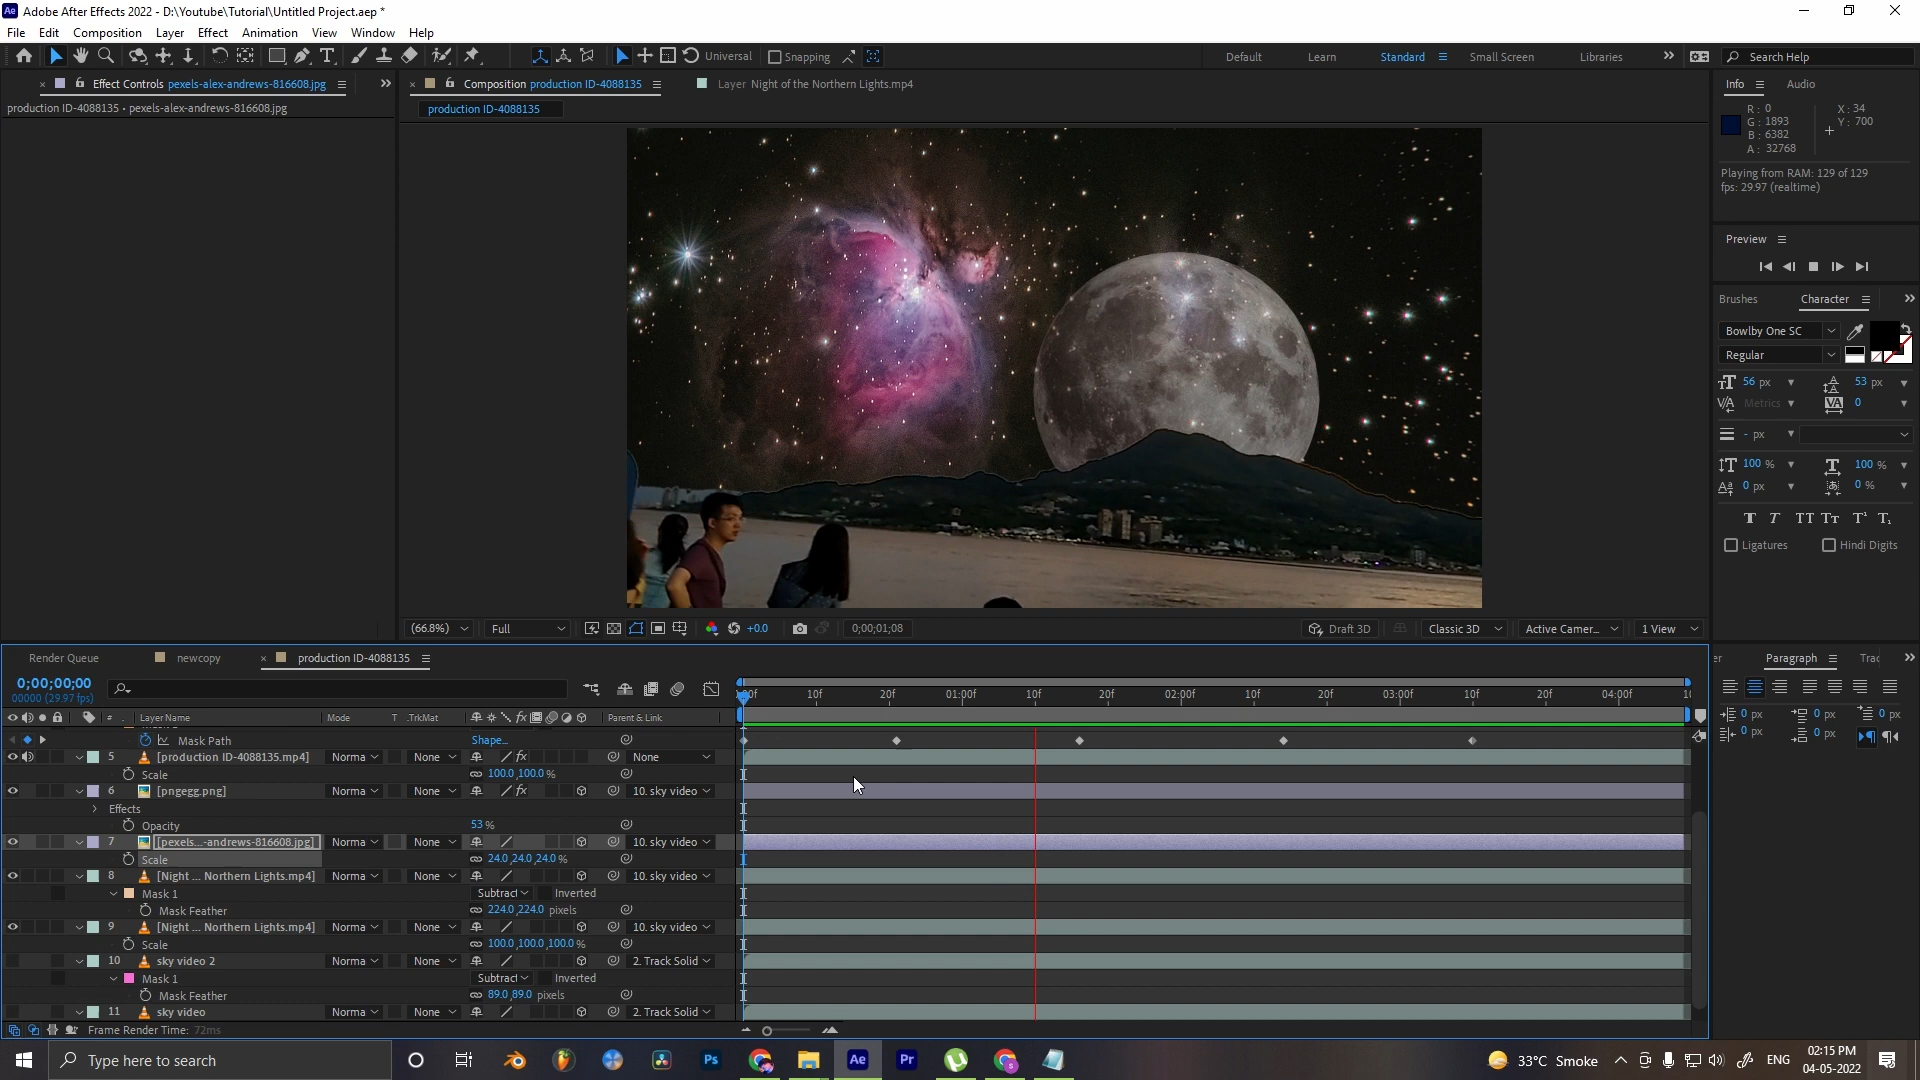 Adobe After Effects 2022 - D:\Youtube\Tutorial\Untitled Project.aep *
File Edit Composition Layer Effect Animation View Window Help
Universal Snapping Default Learn Standard Small Screen Libraries Search Help
Effect Controls pexels-alex-andrews-816608.jpg
Composition production ID-4088135
Layer Night of the Northern Lights.mp4
Info Audio
production ID-4088135 • pexels-alex-andrews-816608.jpg
production ID-4088135
R: 0
G: 1893
B: 6382
A: 32768
X: 34
Y: 700
Playing from RAM: 129 of 129
fps: 29.97 (realtime)
Preview
Brushes Character
Bowlby One SC
Regular
56 px 53 px
Metrics 0
- px
100 % 100 %
0 px 0 %
Ligatures Hindi Digits
(66.8%) Full +0.0 0;00;01;08 Draft 3D Classic 3D Active Camer... 1 View
Render Queue newcopy production ID-4088135
Paragraph Trac
0;00;00;00
00000 (29.97 fps)
10f 20f 01:00f 10f 20f 02:00f 10f 20f 03:00f 10f 20f 04:00f
0 px 0 px 0 px
0 px 0 px
# Layer Name Mode T .TrkMat Parent & Link
Mask Path Shape...
5 [production ID-4088135.mp4] Norma None None
Scale 100.0,100.0 %
6 [pngegg.png] Norma None 10. sky video
Effects
Opacity 53 %
7 [pexels...-andrews-816608.jpg] Norma None 10. sky video
Scale 24.0,24.0,24.0 %
8 [Night ... Northern Lights.mp4] Norma None 10. sky video
Mask 1 Subtract Inverted
Mask Feather 224.0,224.0 pixels
9 [Night ... Northern Lights.mp4] Norma None 10. sky video
Scale 100.0,100.0,100.0 %
10 sky video 2 Norma None 2. Track Solid
Mask 1 Subtract Inverted
Mask Feather 89.0,89.0 pixels
11 sky video Norma None 2. Track Solid
Frame Render Time: 72ms
Type here to search
Ps Ae Pr
33°C Smoke ENG
02:15 PM
04-05-2022